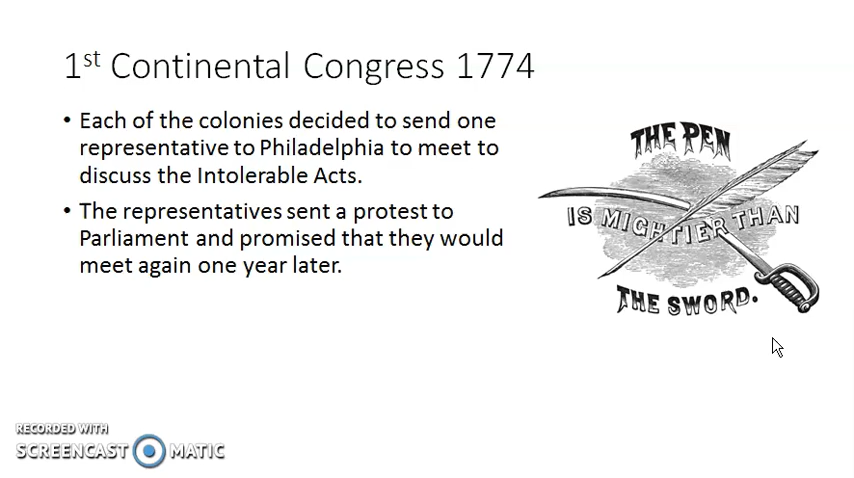 1st Continental Congress 1774
• Each of the colonies decided to send one
representative to Philadelphia to meet to
discuss the Intolerable Acts.
• The representatives sent a protest to
Parliament and promised that they would
meet again one year later.
THE PEN
IS MIGHTIER THAN
THE SWORD.
RECORDED WITH
SCREENCAST MATIC